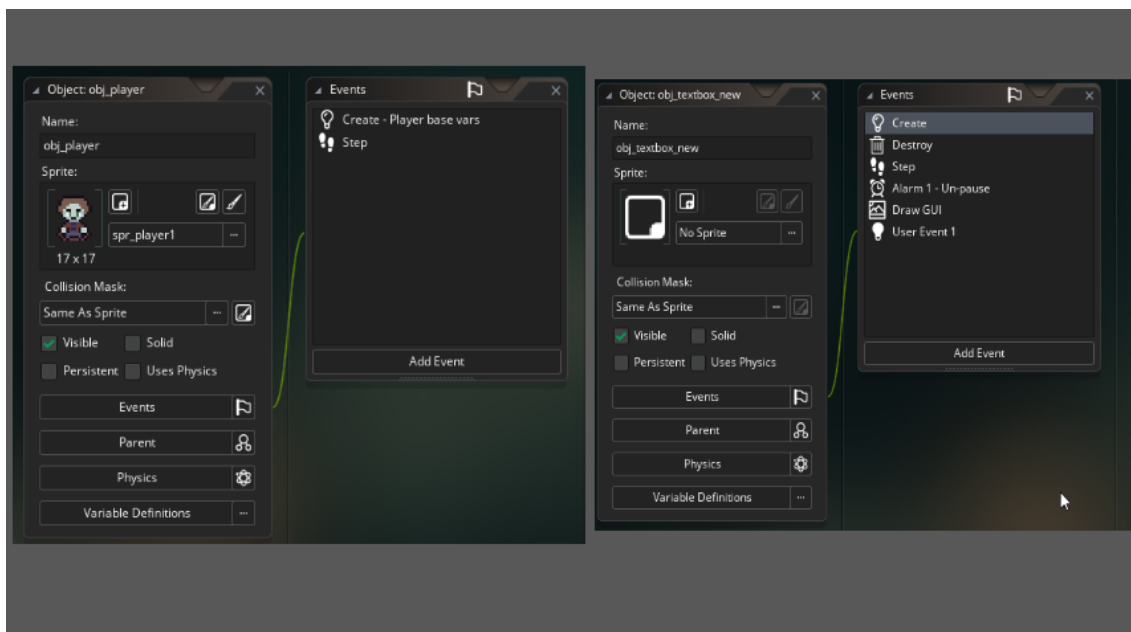 Object: obj_player
Name:
obj_player
Sprite:
spr_player1
17 x 17
Collision Mask:
Same As Sprite
Visible
Solid
Persistent
Uses Physics
Events
Parent
Physics
Variable Definitions
Events
Create - Player base vars
Step
Add Event
Object: obj_textbox_new
Name:
obj_textbox_new
Sprite:
No Sprite
Collision Mask:
Same As Sprite
Visible
Solid
Persistent
Uses Physics
Events
Parent
Physics
Variable Definitions
Events
Create
Destroy
Step
Alarm 1 - Un-pause
Draw GUI
User Event 1
Add Event